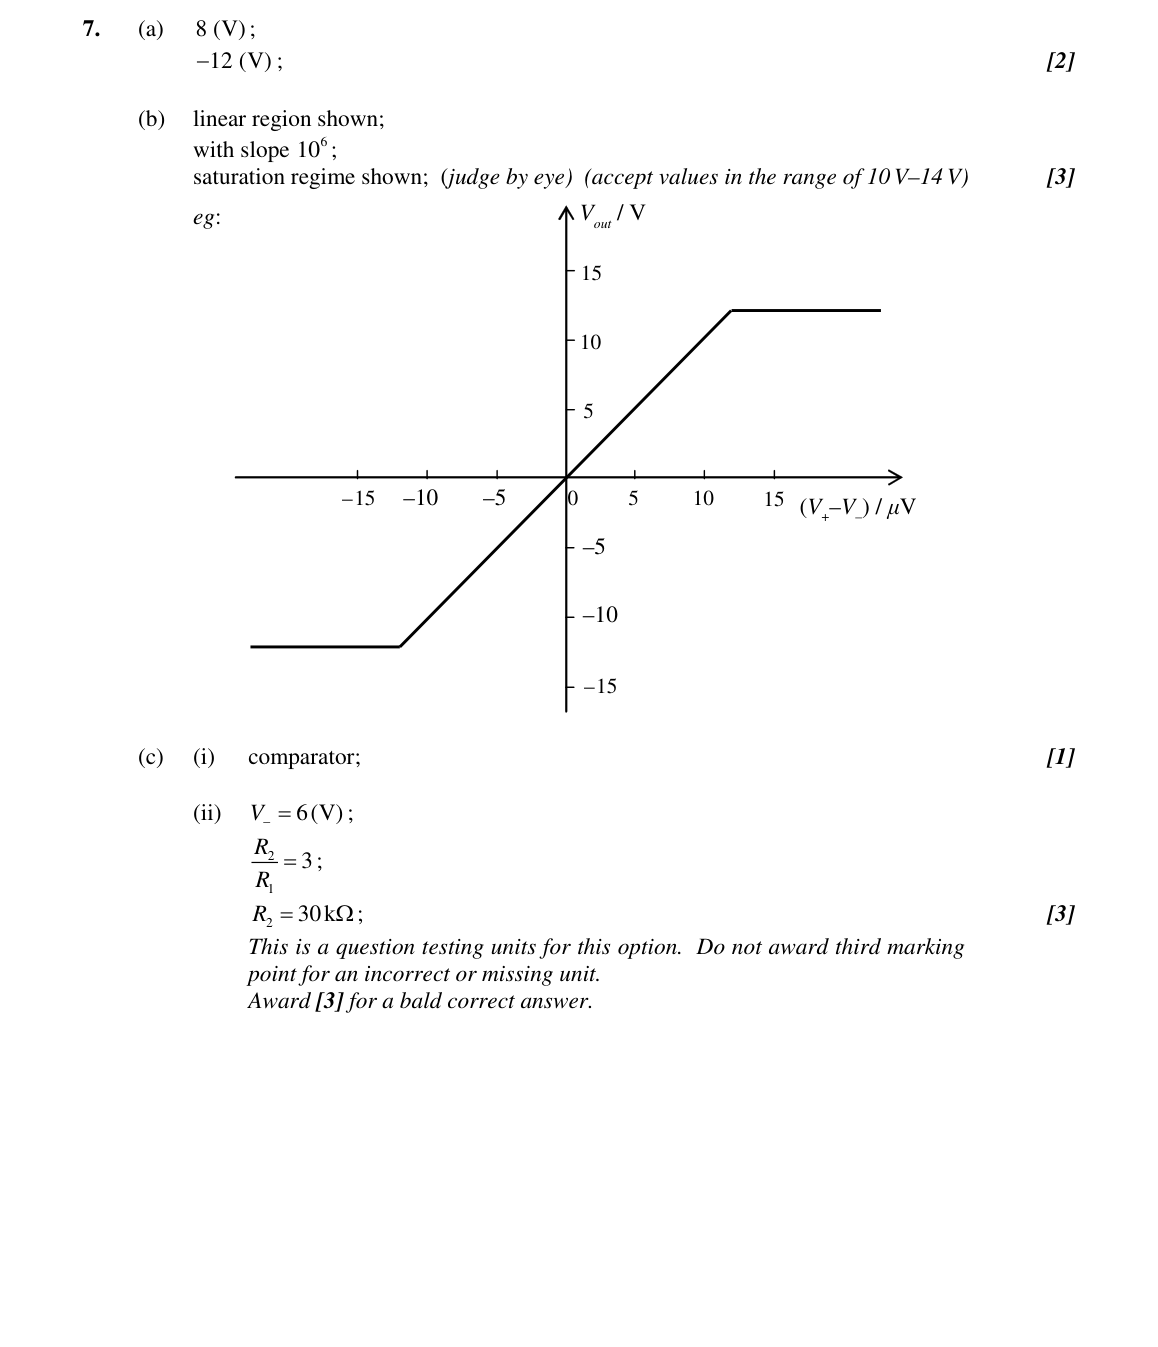 7. (a) 8 (V) ;
–12 (V) ; [2]
(b) linear region shown;
with slope 10⁶ ;
saturation regime shown; (judge by eye) (accept values in the range of 10 V–14 V) [3]
eg:
V_out / V
15
10
5
–15 –10 –5 0 5 10 15 (V₊–V₋) / μV
–5
–10
–15
(c) (i) comparator; [1]
(ii) V₋ = 6 (V) ;
R₂
R₁ = 3 ;
R₂ = 30 kΩ ; [3]
This is a question testing units for this option. Do not award third marking
point for an incorrect or missing unit.
Award [3] for a bald correct answer.